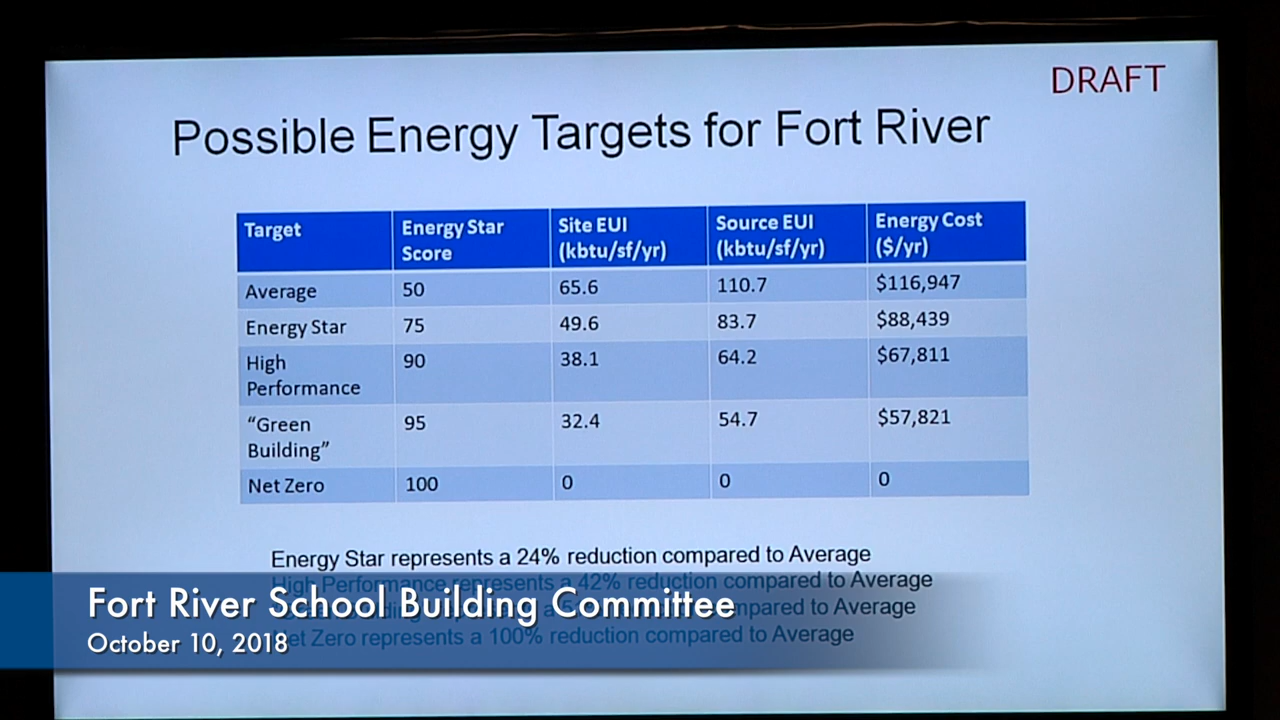 DRAFT
Possible Energy Targets for Fort River
Target Energy Star Score Site EUI (kbtu/sf/yr) Source EUI (kbtu/sf/yr) Energy Cost ($/yr)
Average 50 65.6 110.7 $116,947
Energy Star 75 49.6 83.7 $88,439
High Performance 90 38.1 64.2 $67,811
“Green Building” 95 32.4 54.7 $57,821
Net Zero 100 0 0 0
Energy Star represents a 24% reduction compared to Average
High Performance represents a 42% reduction compared to Average
compared to Average
Net Zero represents a 100% reduction compared to Average
Fort River School Building Committee
October 10, 2018